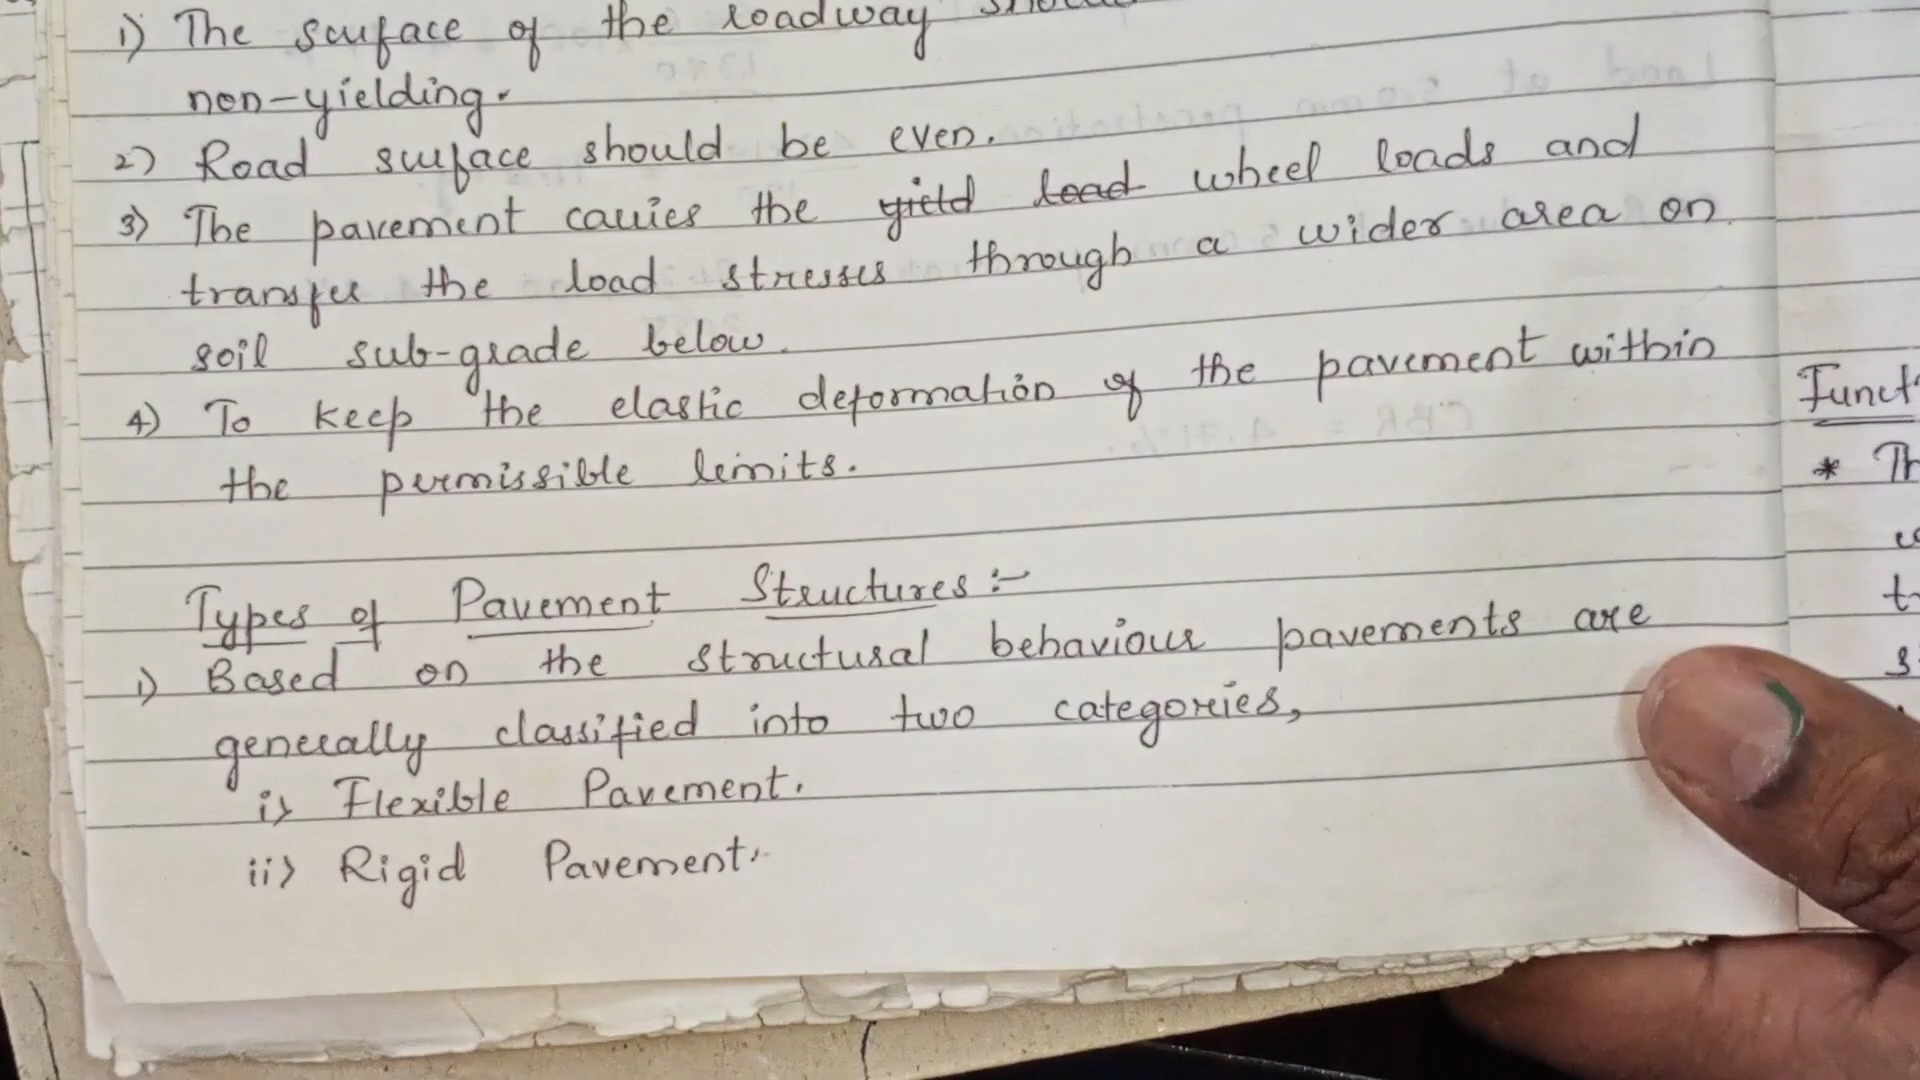 1) The surface of the roadway should
non-yielding.
2) Road surface should be even.
3) The pavement carries the yield load wheel loads and
transfer the load stresses through a wider area on
soil sub-grade below.
4) To keep the elastic deformation of the pavement within
the permissible limits.
Types of Pavement Structures :-
1) Based on the structural behaviour pavements are
generally classified into two categories,
i) Flexible Pavement.
ii) Rigid Pavement.
Funct
* Th